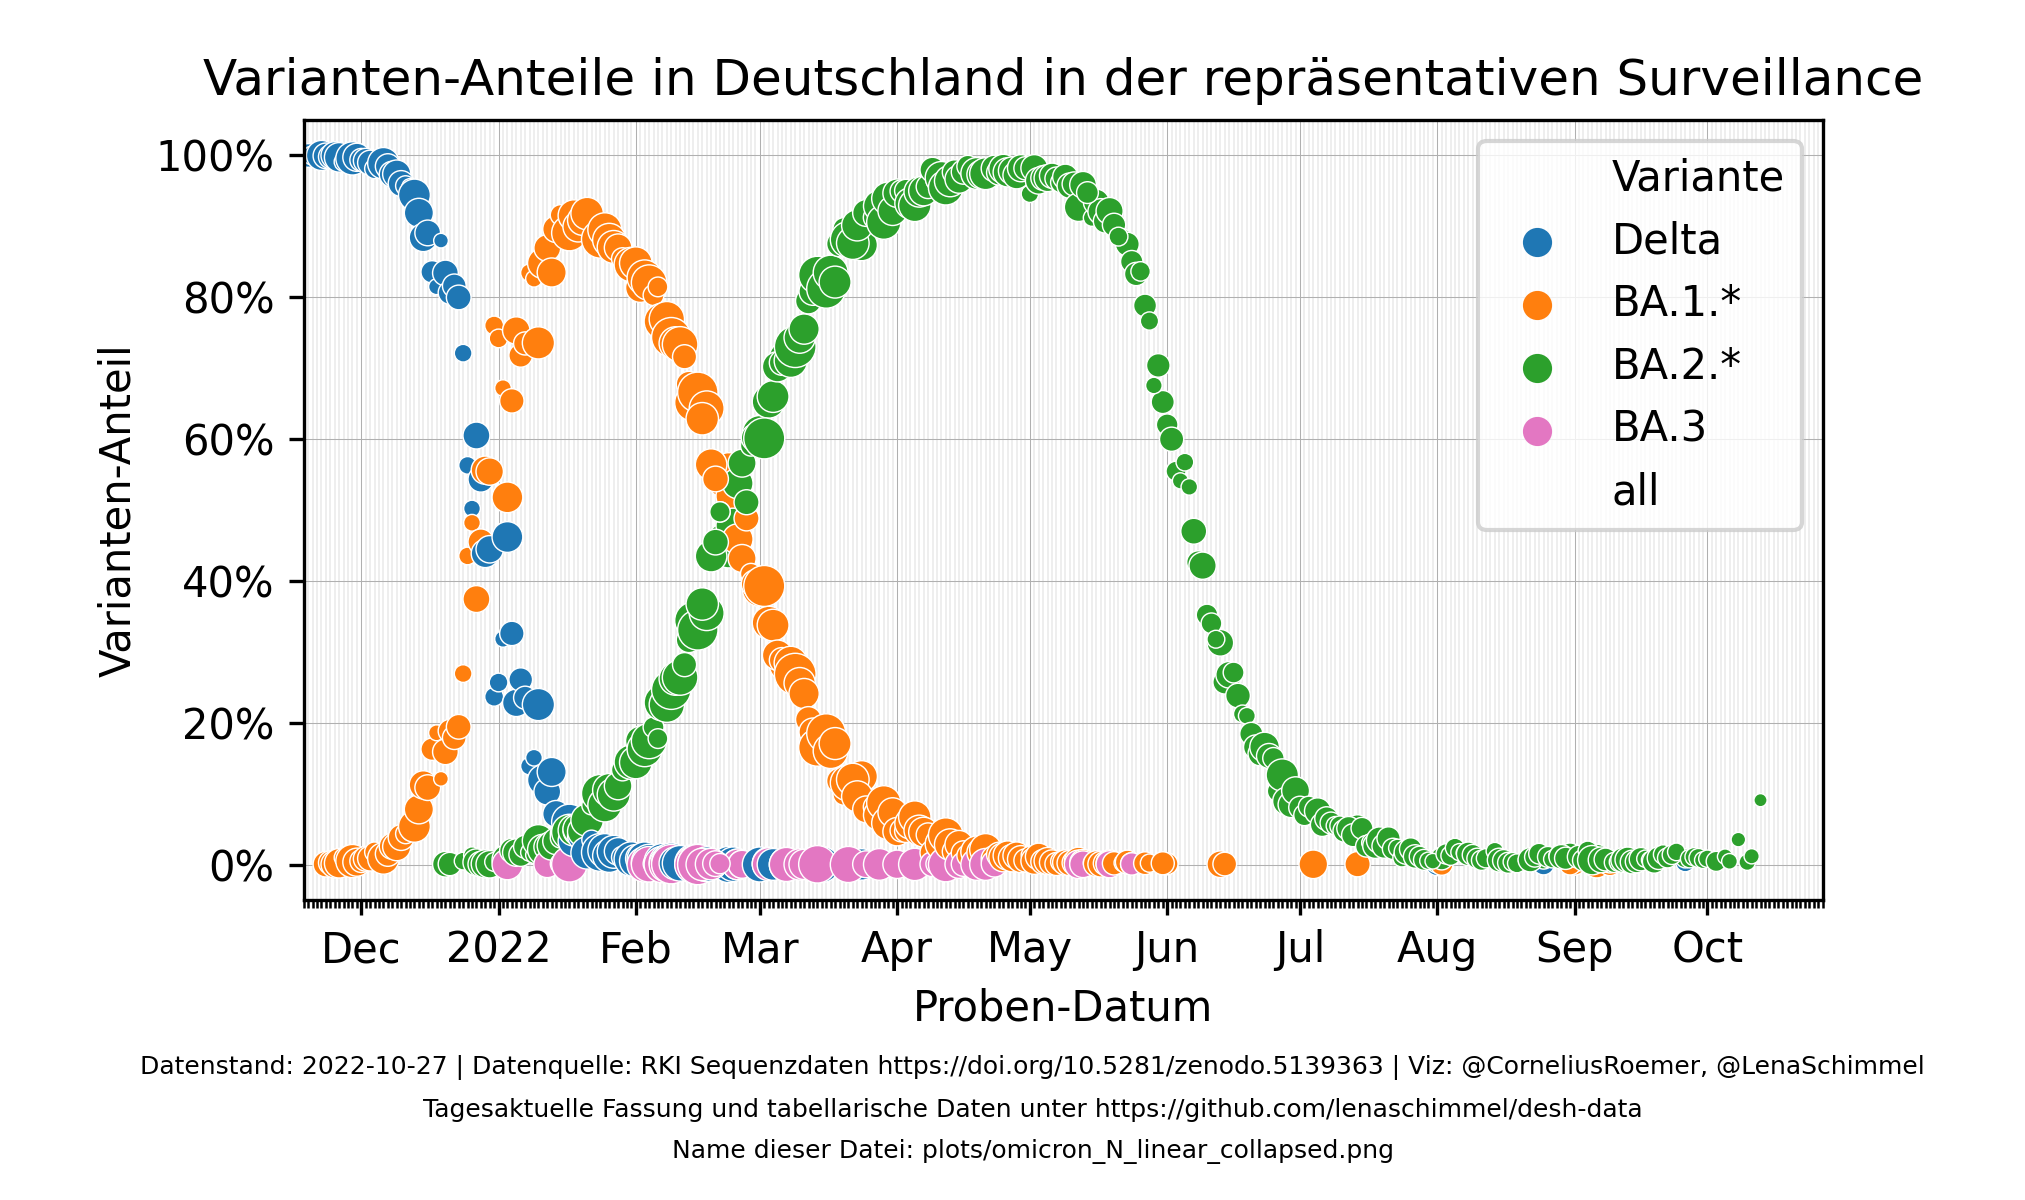 Varianten-Anteile in Deutschland in der repräsentativen Surveillance
100%
80%
60%
40%
20%
0%
Varianten-Anteil
Variante
Delta
BA.1.*
BA.2.*
BA.3
all
Dec 2022 Feb Mar Apr May Jun Jul Aug Sep Oct
Proben-Datum
Datenstand: 2022-10-27 | Datenquelle: RKI Sequenzdaten https://doi.org/10.5281/zenodo.5139363 | Viz: @CorneliusRoemer, @LenaSchimmel
Tagesaktuelle Fassung und tabellarische Daten unter https://github.com/lenaschimmel/desh-data
Name dieser Datei: plots/omicron_N_linear_collapsed.png